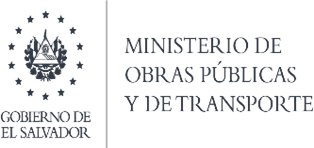 GOBIERNO DE
EL SALVADOR
MINISTERIO DE
OBRAS PÚBLICAS
Y DE TRANSPORTE